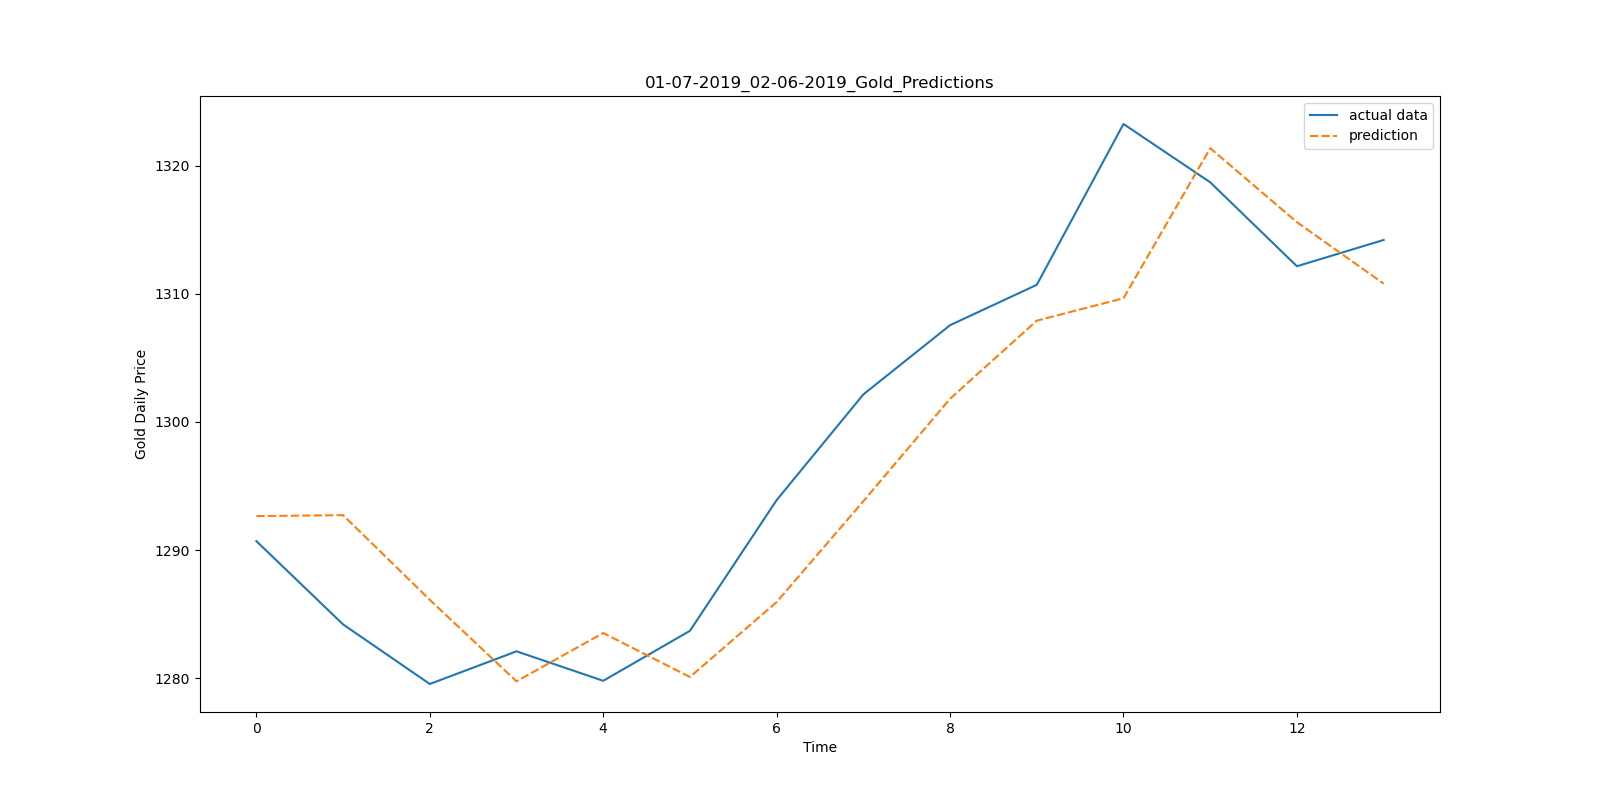 01-07-2019_02-06-2019_Gold_Predictions
actual data
prediction
1320
1310
1300
1290
1280
Gold Daily Price
0 2 4 6 8 10 12
Time